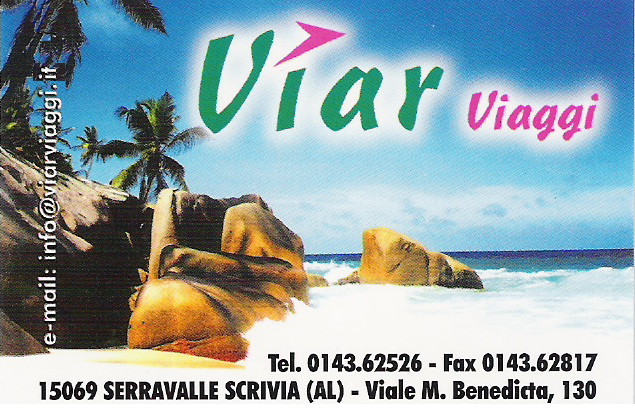 Viar Viaggi
e-mail: info@viarviaggi.it
Tel. 0143.62526 - Fax 0143.62817
15069 SERRAVALLE SCRIVIA (AL) - Viale M. Benedicta, 130